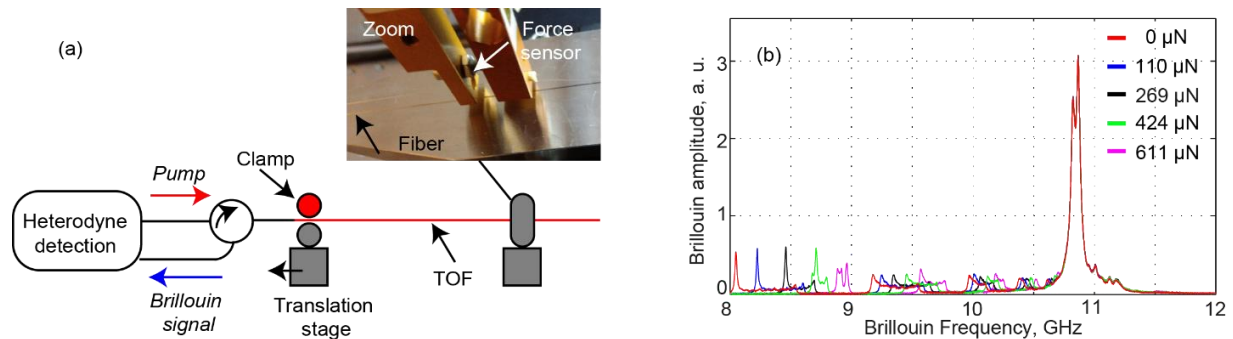 (a)
Zoom
Force
sensor
Fiber
Clamp
Pump
Heterodyne
detection
TOF
Brillouin
signal
Translation
stage
(b)
0 µN
110 µN
269 µN
424 µN
611 µN
Brillouin amplitude, a. u.
3
2
1
0
8
9
10
11
12
Brillouin Frequency, GHz